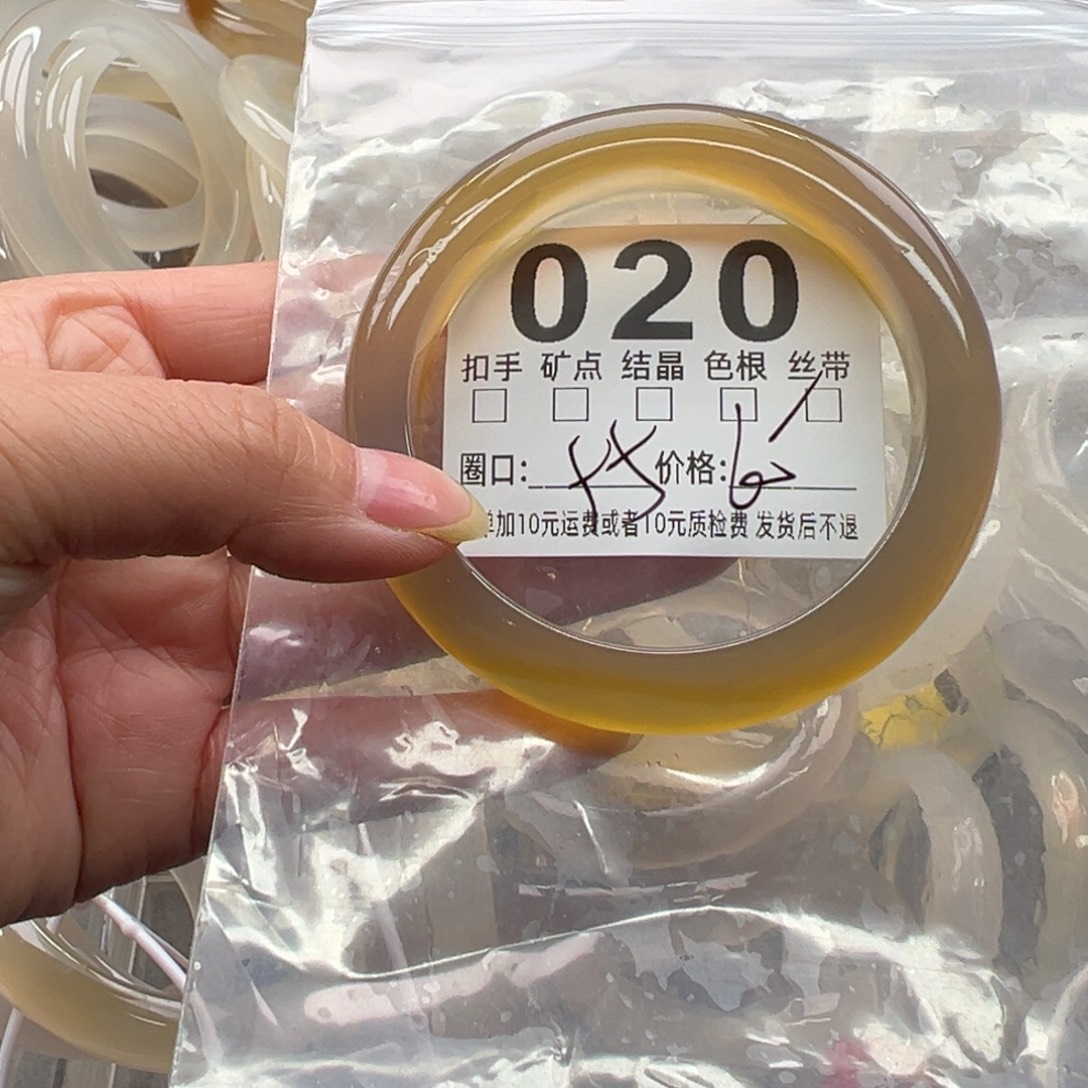 020
扣手 矿点 结晶 色根 丝带
圈口: 价格:
单加10元运费或者10元质检费 发货后不退